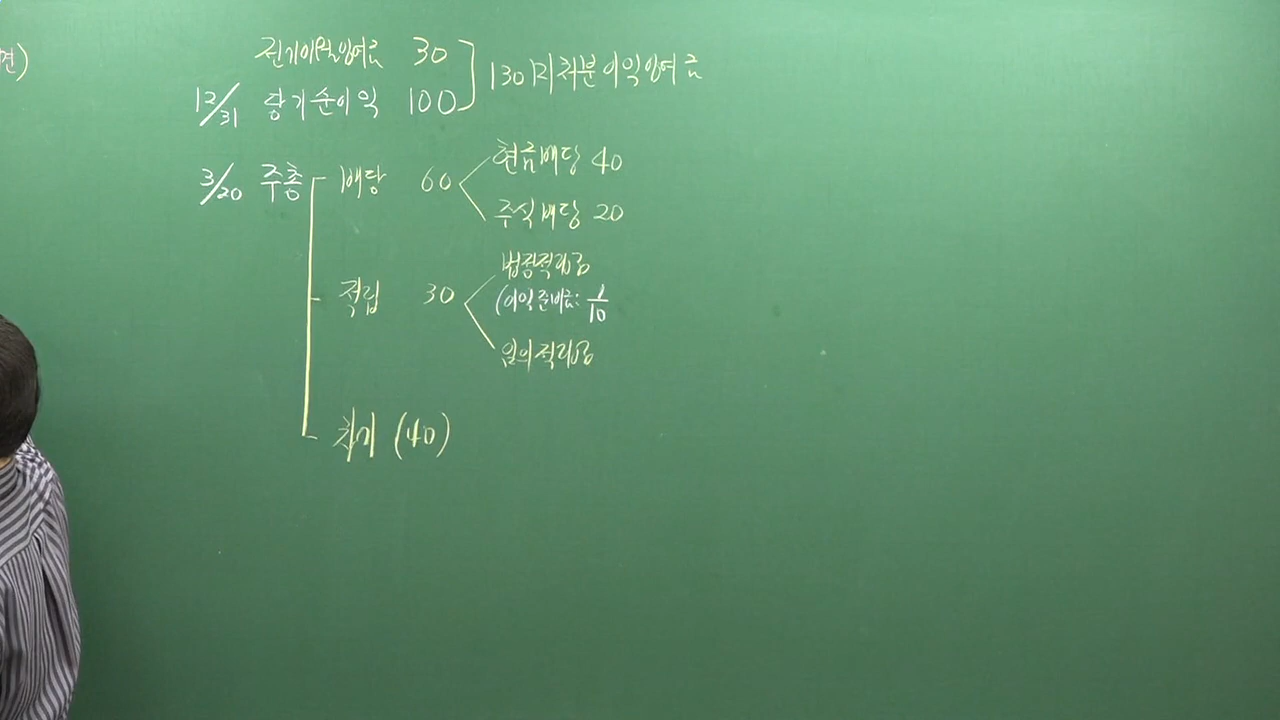 전기이월잉여금 30
12/31 당기순이익 100
130 미처분이익잉여금
3/20 주총
배당 60
현금배당 40
주식배당 20
적립 30
법정적립금
(이익준비금: 1/10
임의적립금
차기 (40)